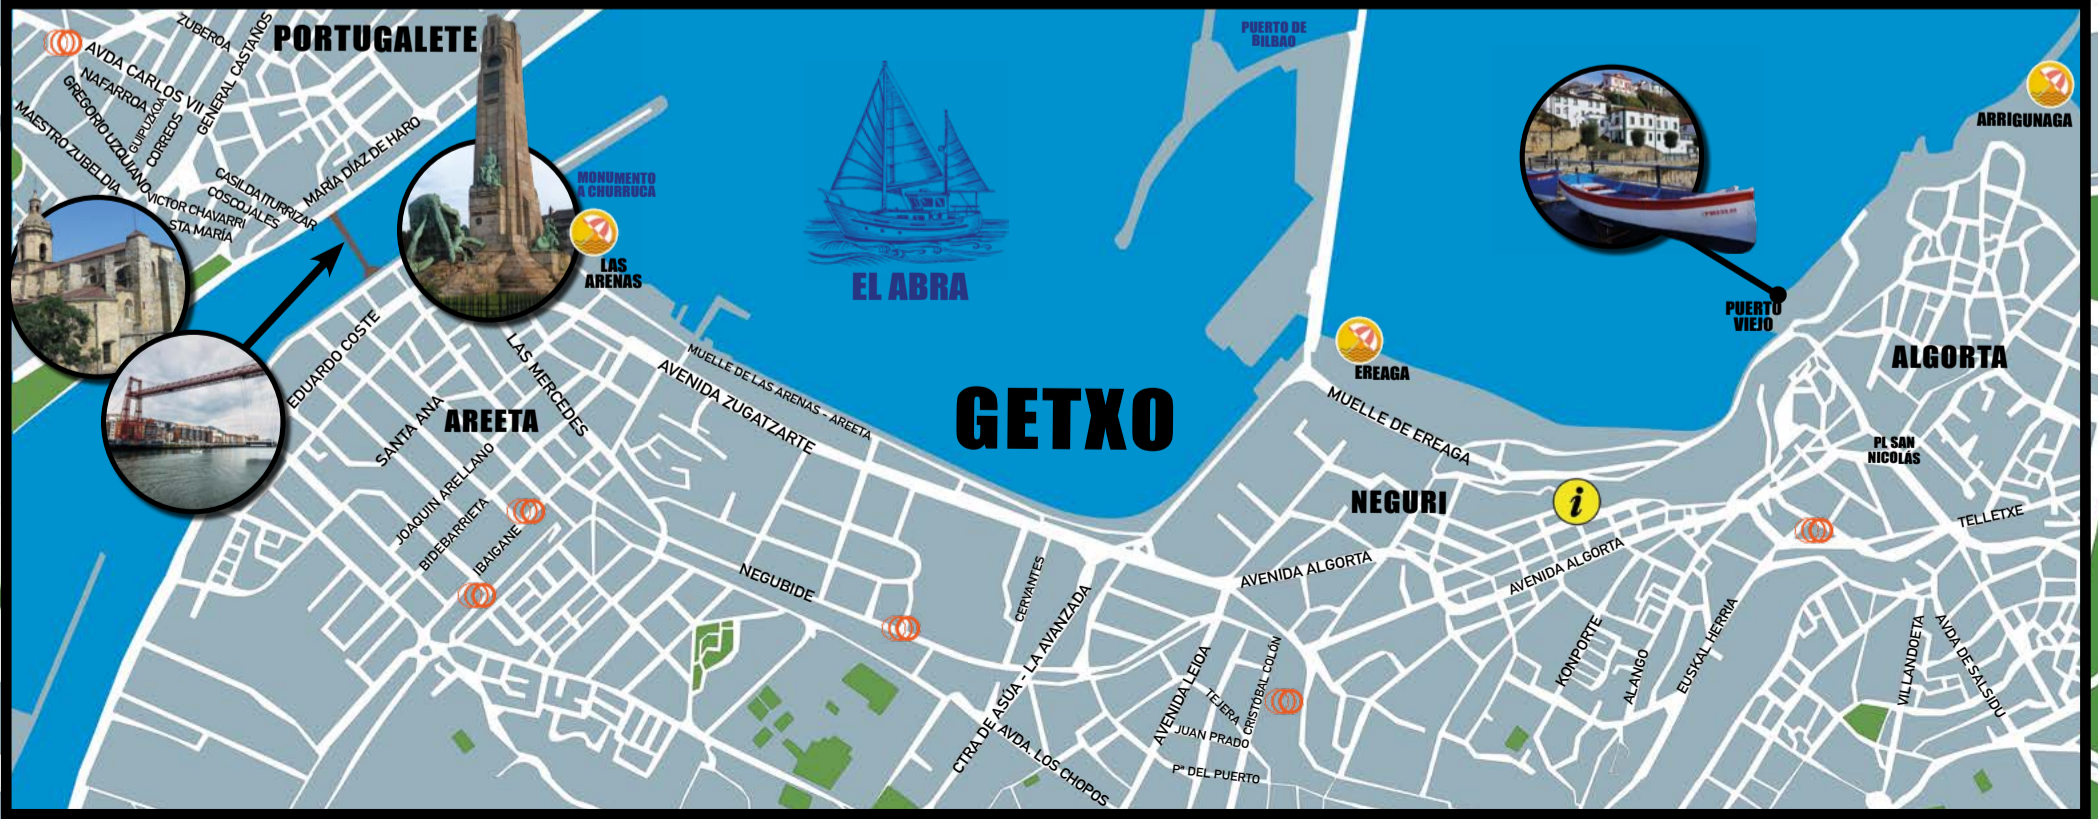 PORTUGALETE
ZUBEROA
AVDA CARLOS VII
GENERAL CASTAÑOS
NAFARROA
GREGORIO UZQUIANO
GUIPUZKOA
CORREOS
MAESTRO ZUBELDIA
MARÍA DÍAZ DE HARO
CASILDA ITURRIZAR
COSCOJALES
VICTOR CHAVARRI
STA MARÍA
MONUMENTO
A CHURRUCA
LAS
ARENAS
EL ABRA
PUERTO DE
BILBAO
ARRIGUNAGA
PUERTO
VIEJO
ALGORTA
EREAGA
GETXO
EDUARDO COSTE
LAS MERCEDES
SANTA ANA
AREETA
JOAQUIN ARELLANO
BIDEBARRIETA
IBAIGANE
MUELLE DE LAS ARENAS - AREETA
AVENIDA ZUGATZARTE
MUELLE DE EREAGA
NEGURI
i
PL SAN
NICOLÁS
TELLETXE
NEGUBIDE
CERVANTES
CTRA DE ASÚA - LA AVANZADA
AVDA. LOS CHOPOS
AVENIDA ALGORTA
AVENIDA ALGORTA
AVENIDA LEIOA
TEJERA
CRISTÓBAL COLÓN
JUAN PRADO
Pª DEL PUERTO
KONPORTE
ALANGO
EUSKAL HERRIA
VILLANDOETA
AVDA DE SALSIDU